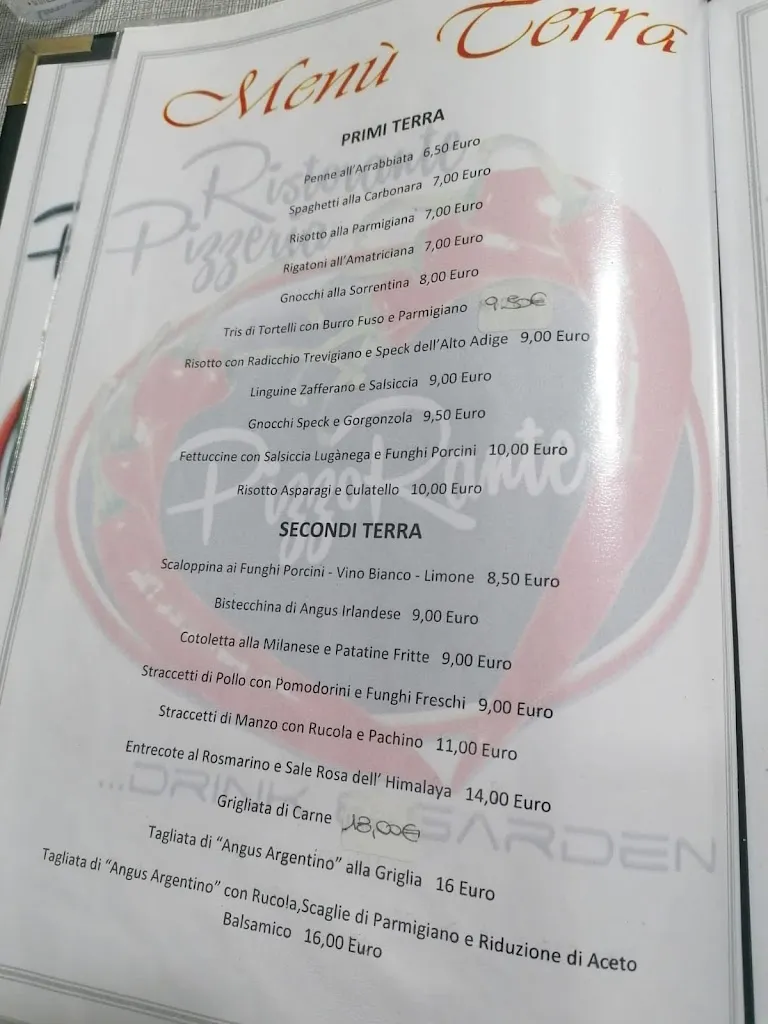 Menù Terra
PRIMI TERRA
Penne all'Arrabbiata 6,50 Euro
Spaghetti alla Carbonara 7,00 Euro
Risotto alla Parmigiana 7,00 Euro
Rigatoni all'Amatriciana 7,00 Euro
Gnocchi alla Sorrentina 8,00 Euro
Tris di Tortelli con Burro Fuso e Parmigiano 9,50€
Risotto con Radicchio Trevigiano e Speck dell'Alto Adige 9,00 Euro
Linguine Zafferano e Salsiccia 9,00 Euro
Gnocchi Speck e Gorgonzola 9,50 Euro
Fettuccine con Salsiccia Lugànega e Funghi Porcini 10,00 Euro
Risotto Asparagi e Culatello 10,00 Euro
SECONDI TERRA
Scaloppina ai Funghi Porcini - Vino Bianco - Limone 8,50 Euro
Bistecchina di Angus Irlandese 9,00 Euro
Cotoletta alla Milanese e Patatine Fritte 9,00 Euro
Straccetti di Pollo con Pomodorini e Funghi Freschi 9,00 Euro
Straccetti di Manzo con Rucola e Pachino 11,00 Euro
Entrecote al Rosmarino e Sale Rosa dell' Himalaya 14,00 Euro
Grigliata di Carne 18,00€
Tagliata di "Angus Argentino" alla Griglia 16 Euro
Tagliata di "Angus Argentino" con Rucola,Scaglie di Parmigiano e Riduzione di Aceto
Balsamico 16,00 Euro
Ristorante
Pizzeria
PizzoRante
...DRINK GARDEN